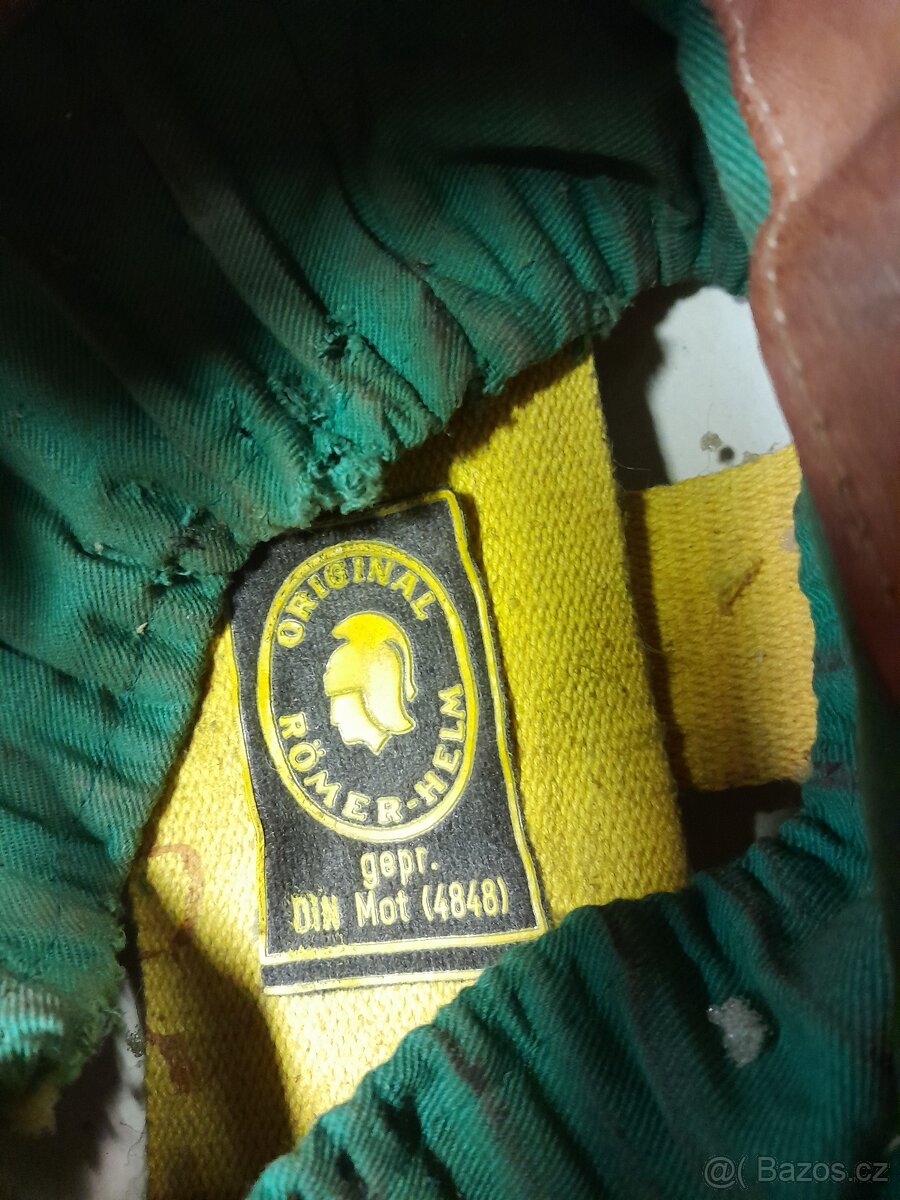 ORIGINAL
RÖMER-HELM
gepr.
DIN Mot (4848)
@( Bazos.cz